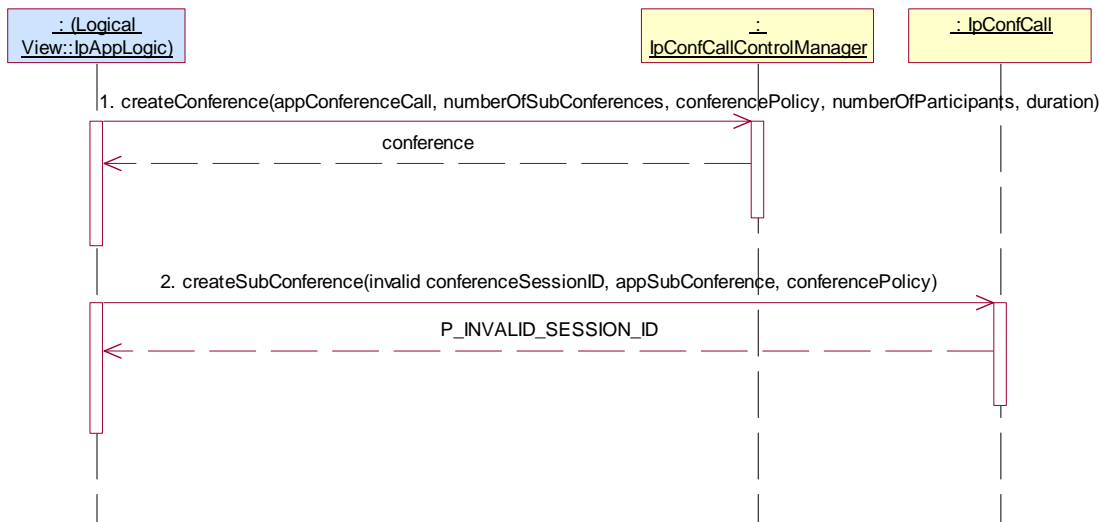 : (Logical
View::IpAppLogic)
:
IpConfCallControlManager
: IpConfCall
1. createConference(appConferenceCall, numberOfSubConferences, conferencePolicy, numberOfParticipants, duration)
conference
2. createSubConference(invalid conferenceSessionID, appSubConference, conferencePolicy)
P_INVALID_SESSION_ID